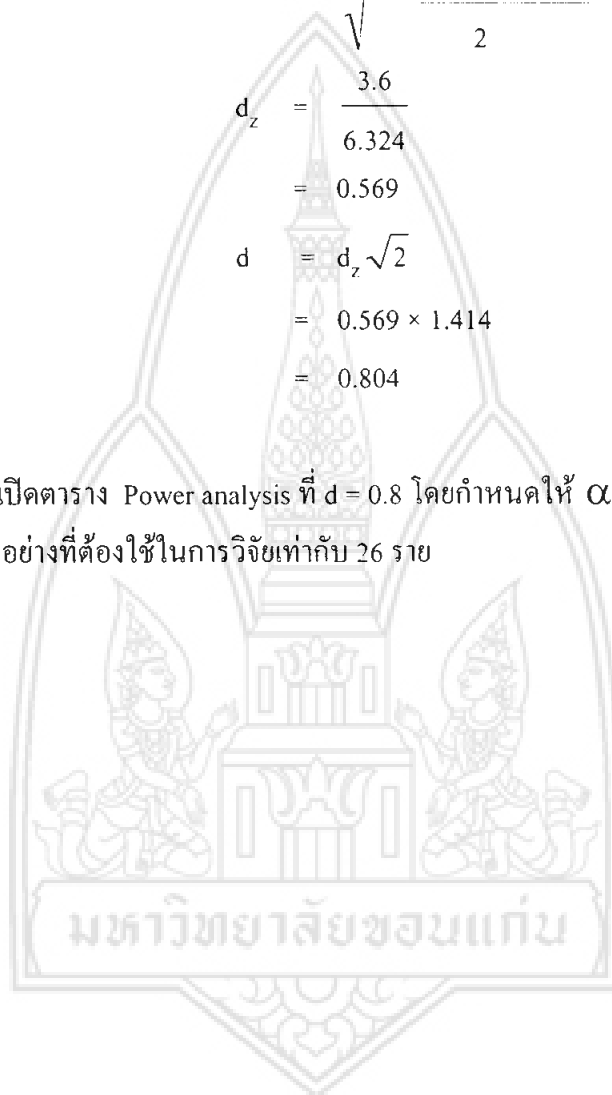 √ 2
d_z = 3.6 / 6.324
= 0.569
d = d_z √2
= 0.569 × 1.414
= 0.804
เปิดตาราง Power analysis ที่ d = 0.8 โดยกำหนดให้ α
อย่างที่ต้องใช้ในการวิจัยเท่ากับ 26 ราย
มหาวิทยาลัยขอนแก่น